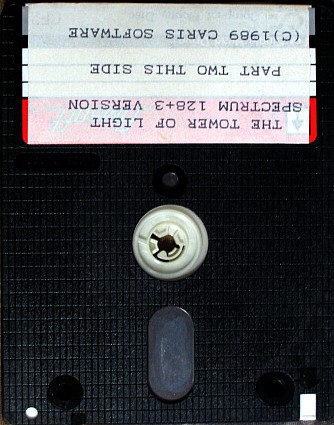 THE TOWER OF LIGHT
SPECTRUM 128+3 VERSION
PART TWO THIS SIDE
(C)1989 CARIS SOFTWARE